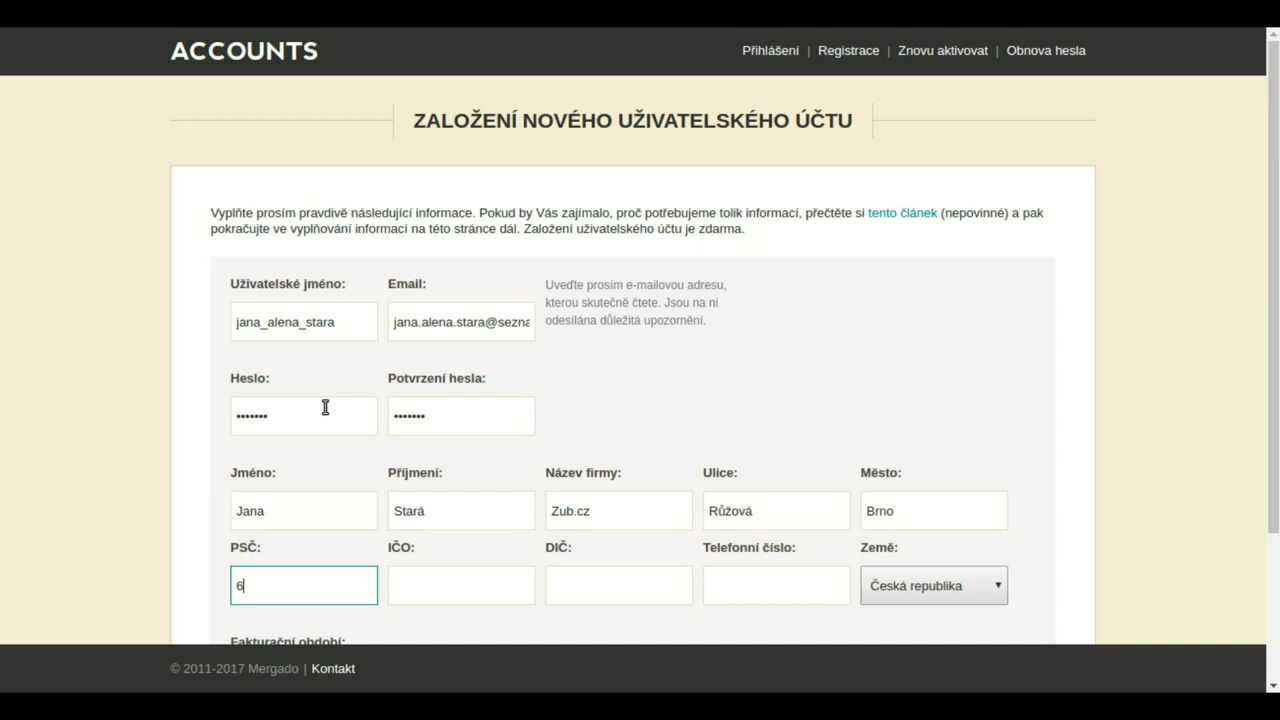 ACCOUNTS
Přihlášení | Registrace | Znovu aktivovat | Obnova hesla
ZALOŽENÍ NOVÉHO UŽIVATELSKÉHO ÚČTU
Vyplňte prosím pravdivě následující informace. Pokud by Vás zajímalo, proč potřebujeme tolik informací, přečtěte si tento článek (nepovinné) a pak
pokračujte ve vyplňování informací na této stránce dál. Založení uživatelského účtu je zdarma.
Uživatelské jméno:
Email:
jana_alena_stara
jana.alena.stara@sezna
Uveďte prosím e-mailovou adresu,
kterou skutečně čtete. Jsou na ni
odesílána důležitá upozornění.
Heslo:
Potvrzení hesla:
•••••••
•••••••
Jméno:
Příjmení:
Název firmy:
Ulice:
Město:
Jana
Stará
Zub.cz
Růžová
Brno
PSČ:
IČO:
DIČ:
Telefonní číslo:
Země:
6
Česká republika
Fakturační období:
© 2011-2017 Mergado | Kontakt